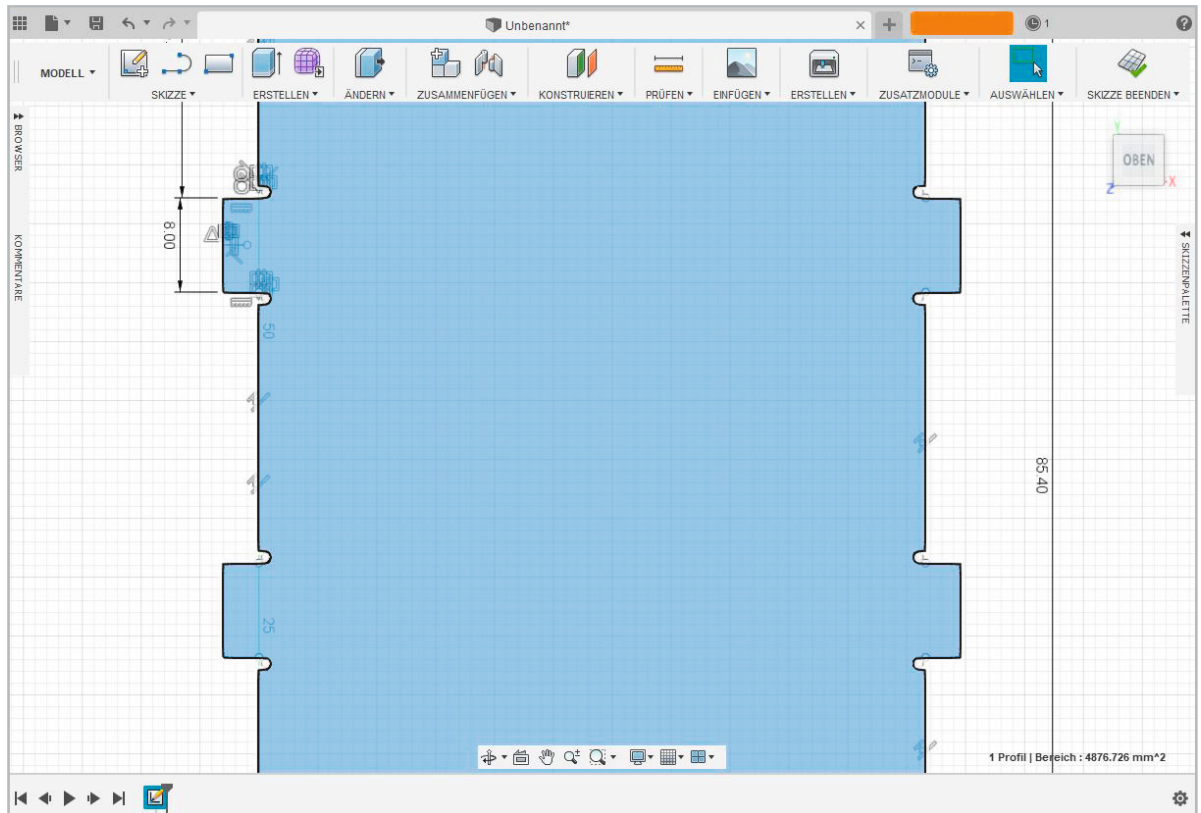 Unbenannt*
1
MODELL
SKIZZE
ERSTELLEN
ÄNDERN
ZUSAMMENFÜGEN
KONSTRUIEREN
PRÜFEN
EINFÜGEN
ERSTELLEN
ZUSATZMODULE
AUSWÄHLEN
SKIZZE BEENDEN
BROWSER
KOMMENTARE
8.00
50
25
85.40
Y
OBEN
Z
X
SKIZZENPALETTE
1 Profil | Bereich : 4876.726 mm^2